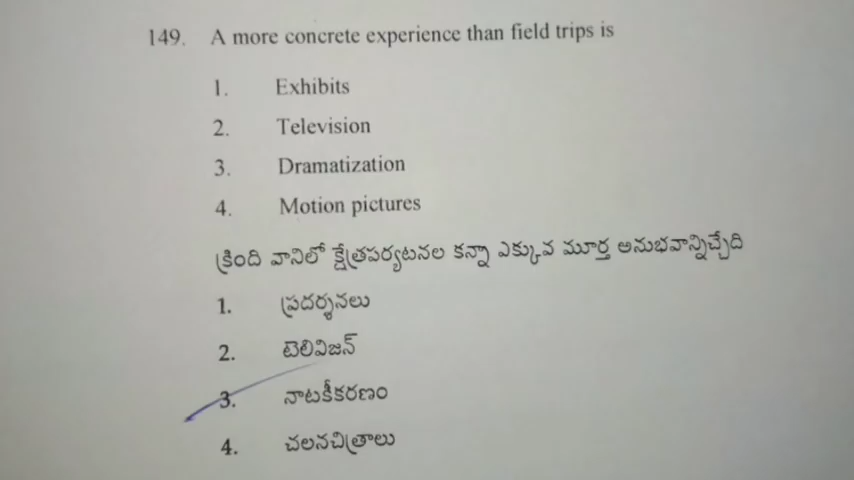 149. A more concrete experience than field trips is
1. Exhibits
2. Television
3. Dramatization
4. Motion pictures
క్రింది వానిలో క్షేత్రపర్యటనల కన్నా ఎక్కువ మూర్త అనుభవాన్నిచ్చేది
1. ప్రదర్శనలు
2. టెలివిజన్
3. నాటకీకరణం
4. చలనచిత్రాలు